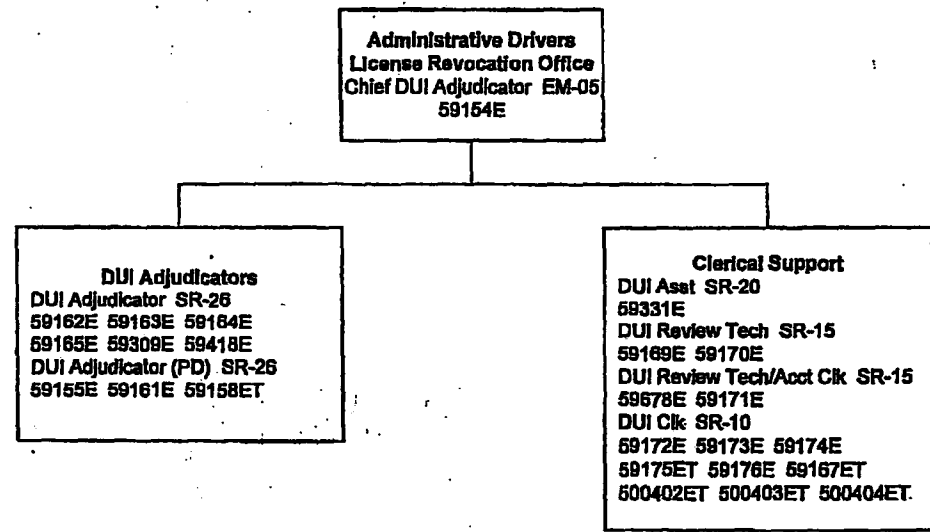 Administrative Drivers
License Revocation Office
Chief DUI Adjudicator EM-05
59154E
DUI Adjudicators
DUI Adjudicator SR-26
59162E 59163E 59164E
59165E 59309E 59418E
DUI Adjudicator (PD) SR-26
59155E 59161E 59158ET
Clerical Support
DUI Asst SR-20
59331E
DUI Review Tech SR-15
59169E 59170E
DUI Review Tech/Acct Clk SR-15
59678E 59171E
DUI Clk SR-10
59172E 59173E 59174E
59175ET 59176E 59167ET
500402ET 500403ET 500404ET